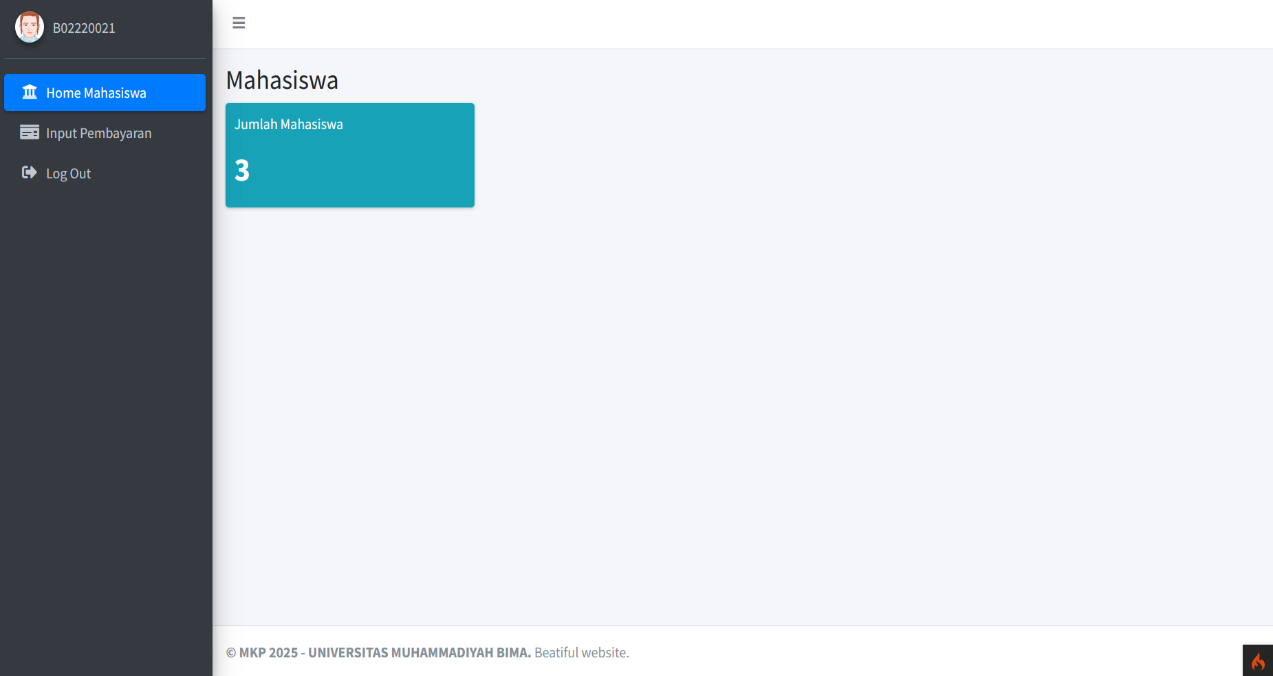 B02220021
Home Mahasiswa
Input Pembayaran
Log Out
Mahasiswa
Jumlah Mahasiswa
3
© MKP 2025 - UNIVERSITAS MUHAMMADIYAH BIMA. Beatiful website.